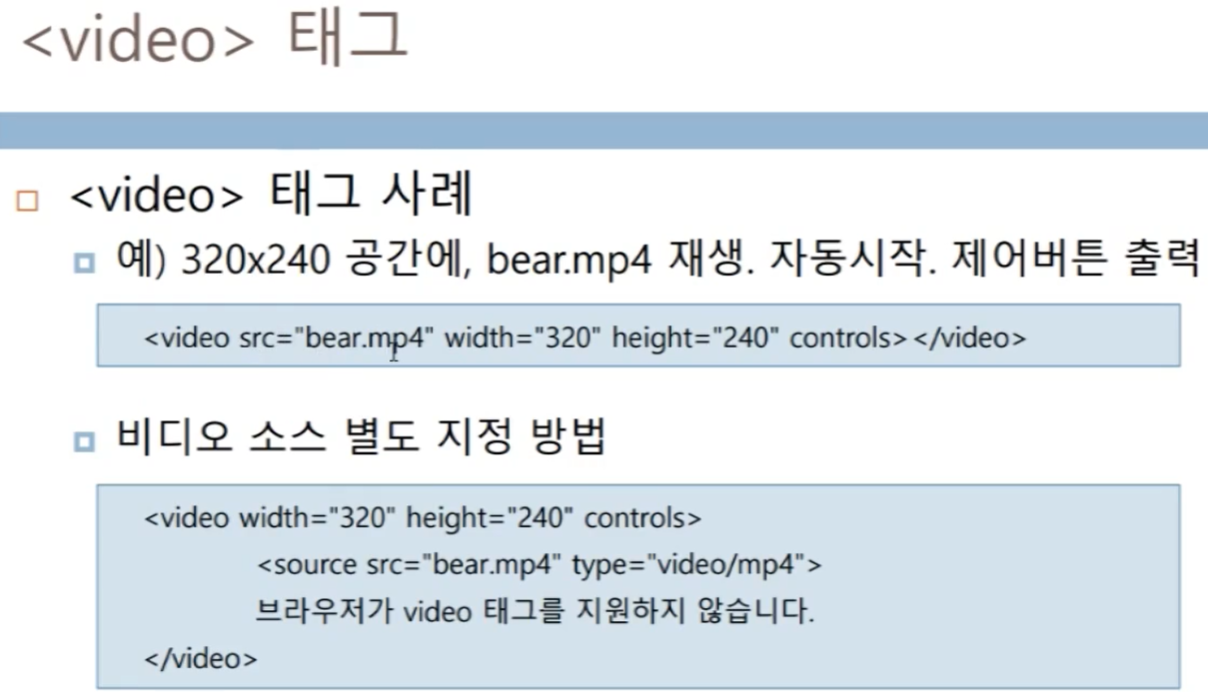 <video> 태그
<video> 태그 사례
예) 320x240 공간에, bear.mp4 재생. 자동시작. 제어버튼 출력
<video src="bear.mp4" width="320" height="240" controls></video>
비디오 소스 별도 지정 방법
<video width="320" height="240" controls>
<source src="bear.mp4" type="video/mp4">
브라우저가 video 태그를 지원하지 않습니다.
</video>